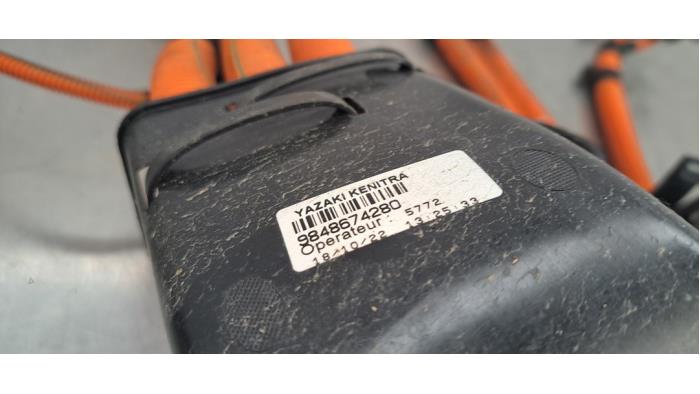 YAZAKI KENITRA
9848674280
Operateur : 5772
18/10/22 13:25:33